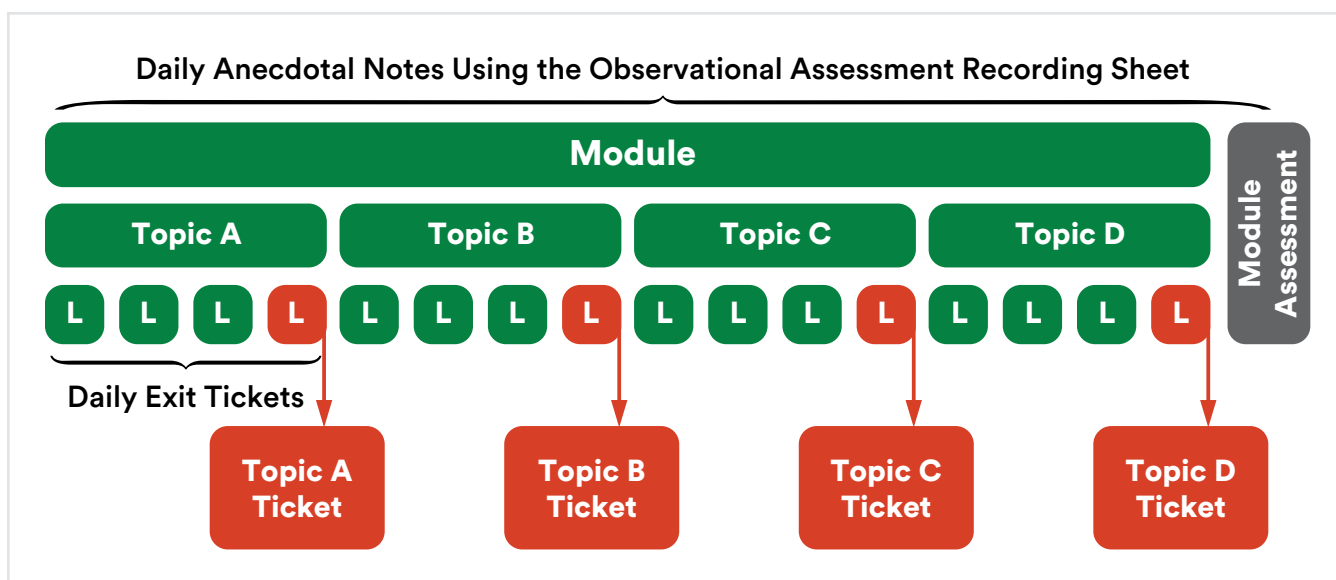 Daily Anecdotal Notes Using the Observational Assessment Recording Sheet
Module
Module
Assessment
Topic A
Topic B
Topic C
Topic D
L L L L L L L L L L L L L L L L
Daily Exit Tickets
Topic A
Ticket
Topic B
Ticket
Topic C
Ticket
Topic D
Ticket